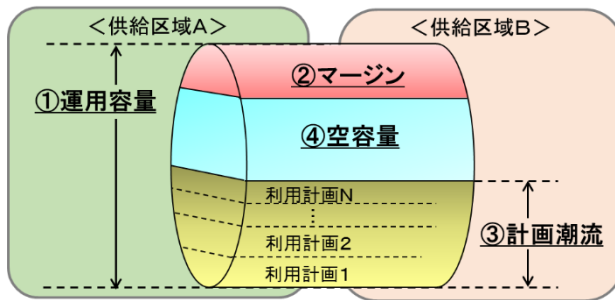 ＜供給区域A＞
＜供給区域B＞
②マージン
①運用容量
④空容量
利用計画N
⋮
利用計画2
利用計画1
③計画潮流